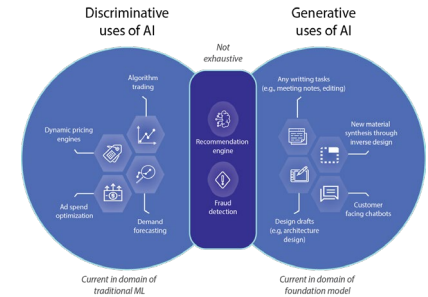 Discriminative
uses of AI
Generative
uses of AI
Not
exhaustive
Algorithm
trading
Dynamic pricing
engines
Ad spend
optimization
Demand
forecasting
Recommendation
engine
Fraud
detection
Any writting tasks
(e.g., meeting notes, editing)
New material
synthesis through
inverse design
Customer
facing chatbots
Design drafts
(e.g, architecture
design)
Current in domain of
traditional ML
Current in domain of
foundation model